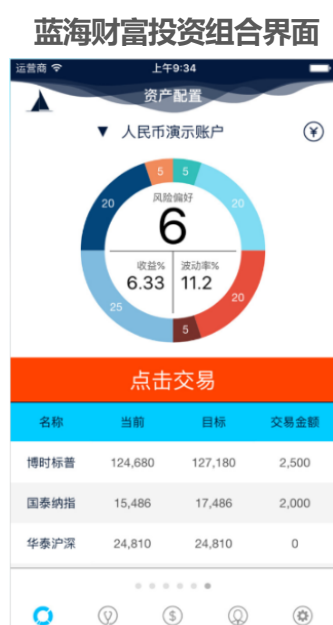 蓝海财富投资组合界面
运营商 上午9:34
资产配置
▼ 人民币演示账户 ¥
5 5
20 20
风险偏好
6
收益% 波动率%
6.33 11.2
25 20
5
点击交易
名称 当前 目标 交易金额
博时标普 124,680 127,180 2,500
国泰纳指 15,486 17,486 2,000
华泰沪深 24,810 24,810 0
$